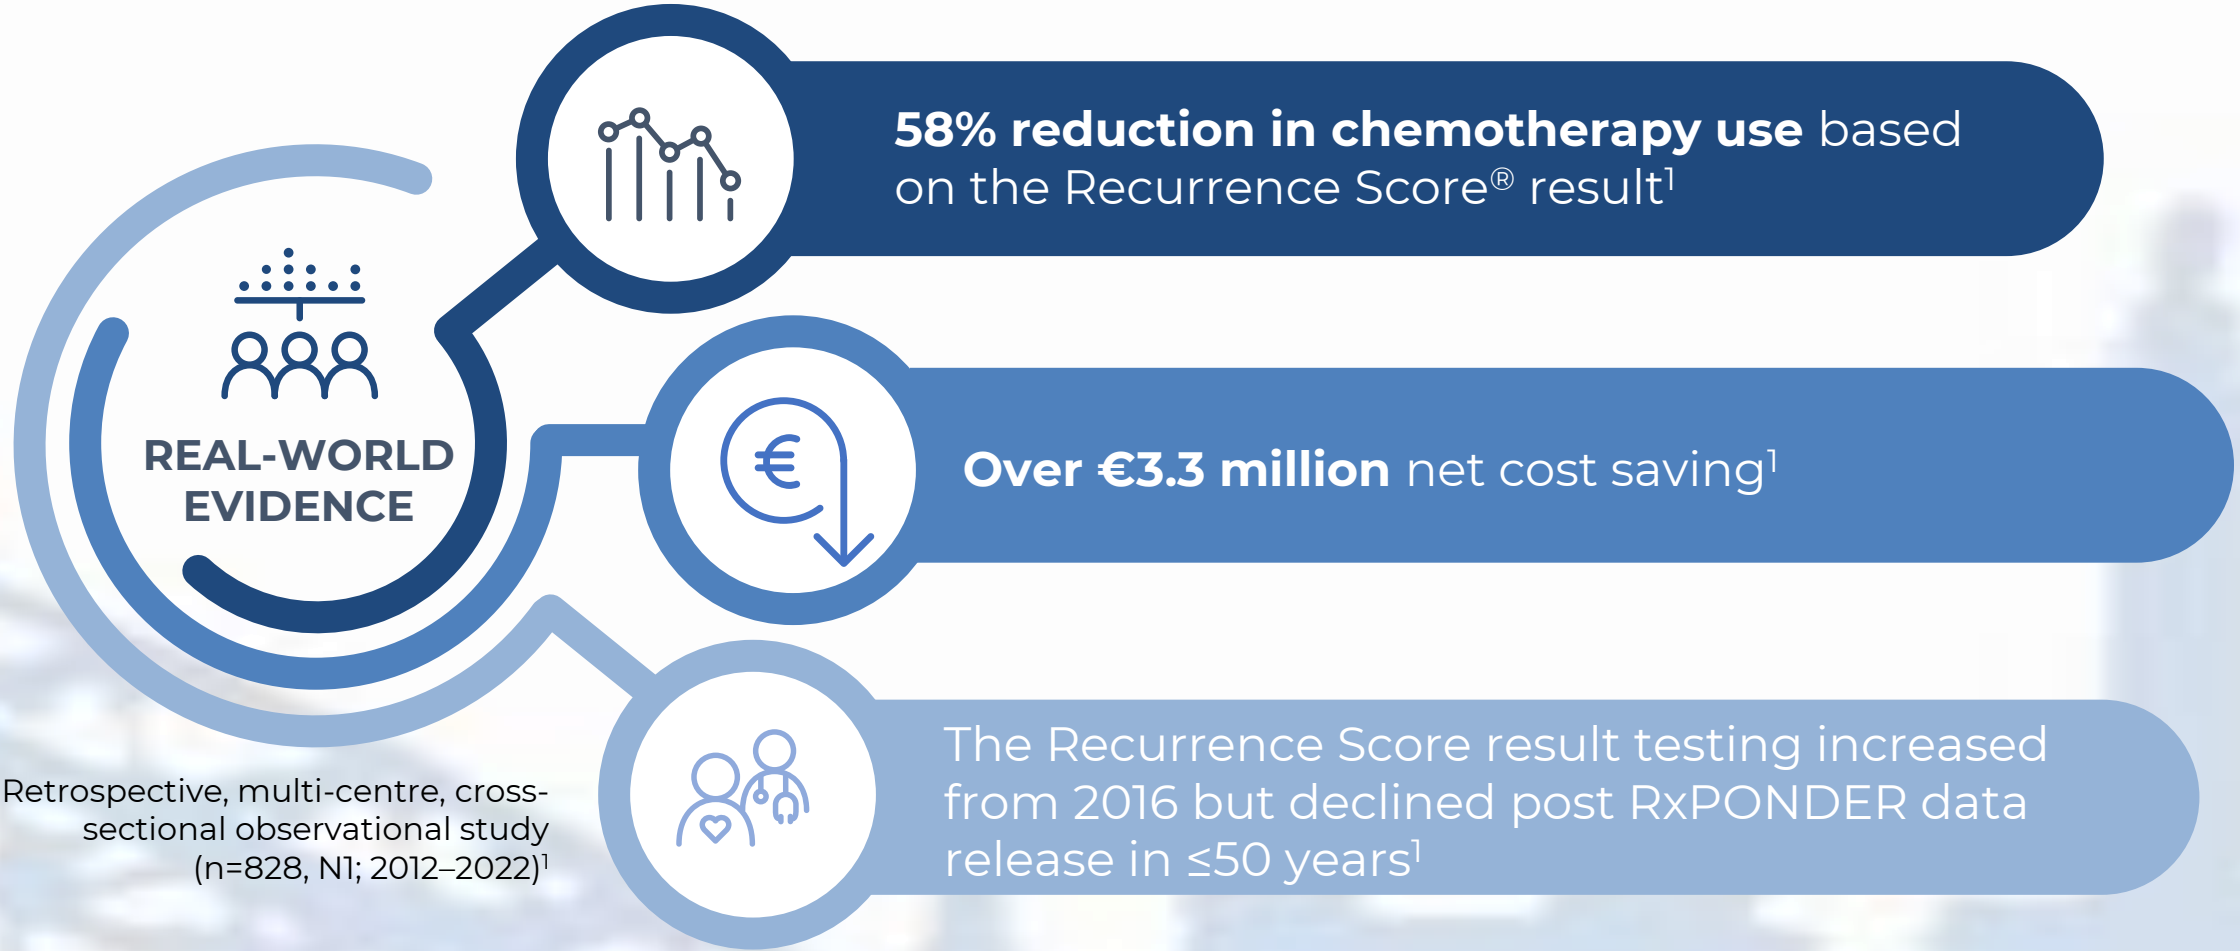 58% reduction in chemotherapy use based
on the Recurrence Score® result¹
REAL-WORLD
EVIDENCE
Over €3.3 million net cost saving¹
The Recurrence Score result testing increased
from 2016 but declined post RxPONDER data
release in ≤50 years¹
Retrospective, multi-centre, cross-
sectional observational study
(n=828, N1; 2012–2022)¹